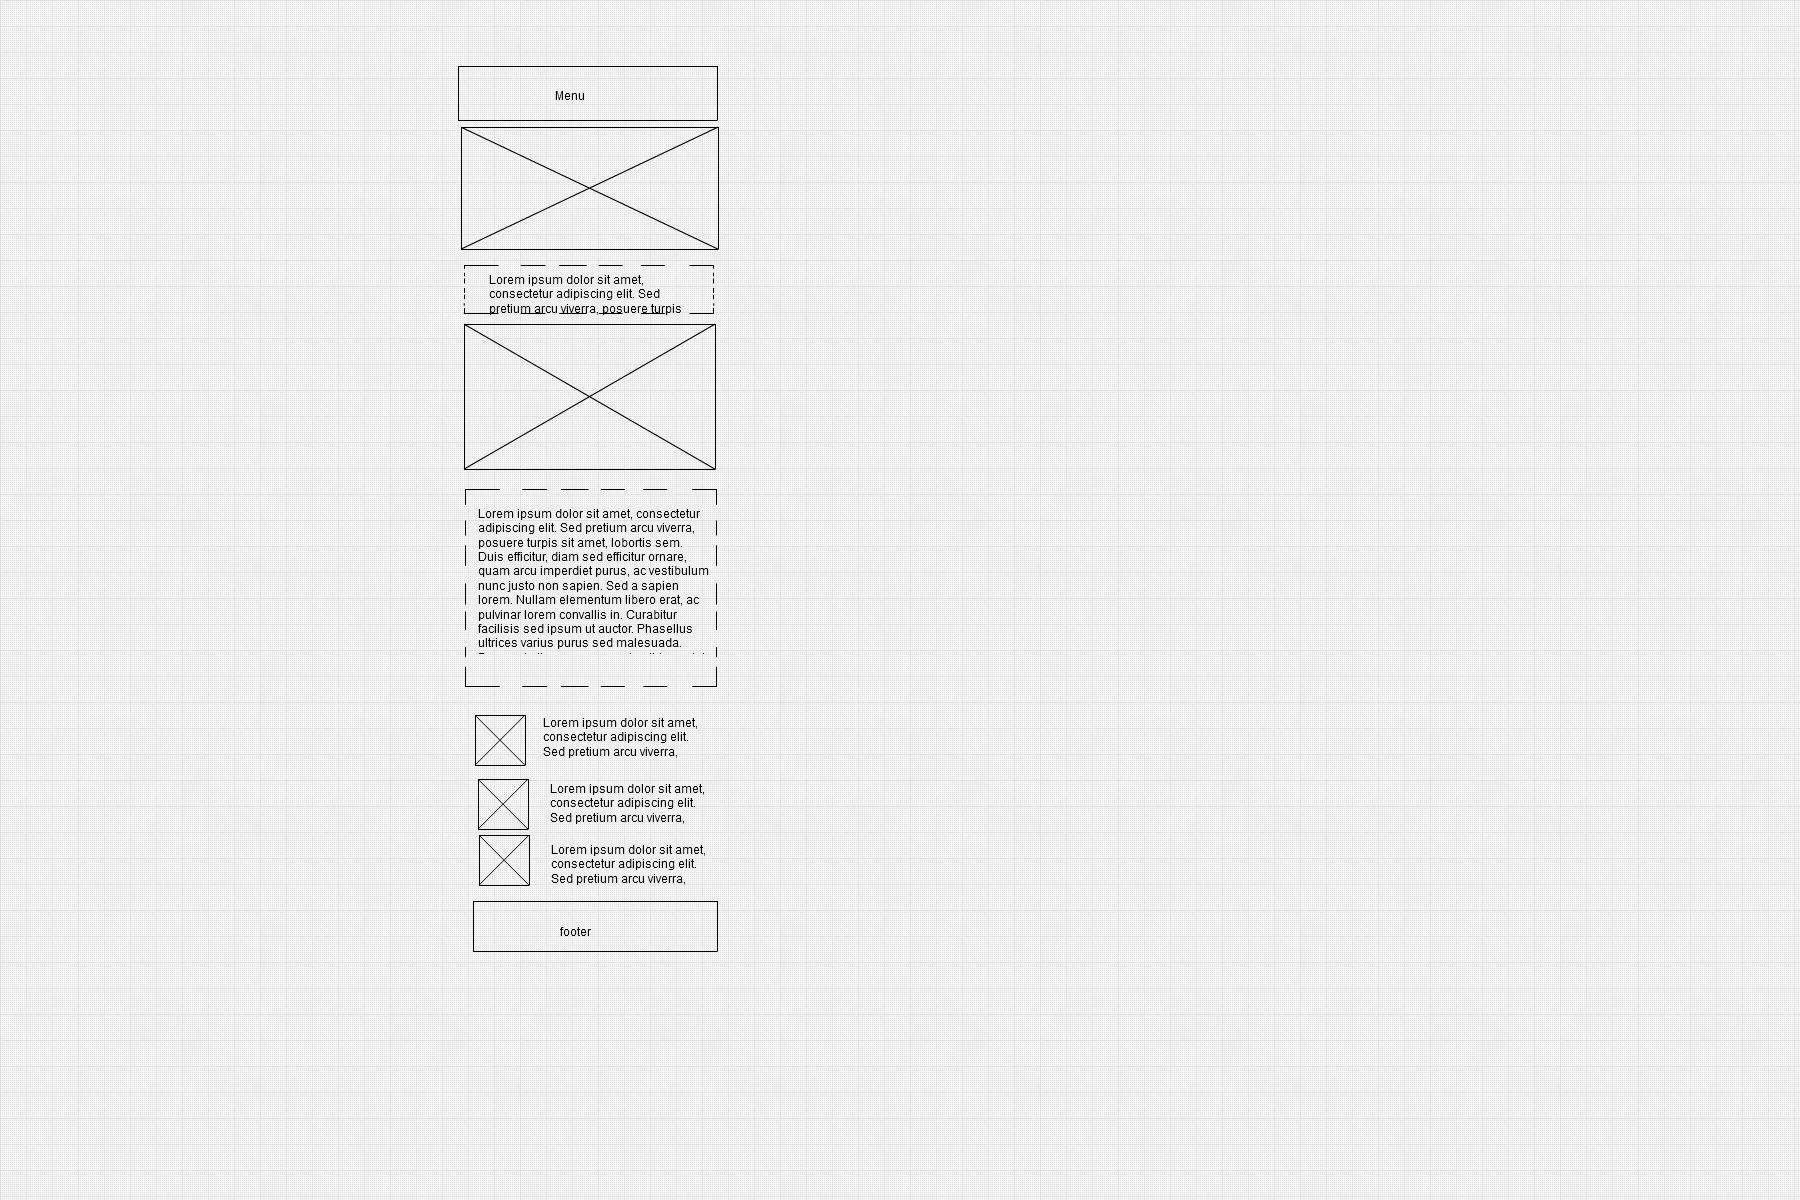 Menu
Lorem ipsum dolor sit amet,
consectetur adipiscing elit. Sed
pretium arcu viverra, posuere turpis
Lorem ipsum dolor sit amet, consectetur
adipiscing elit. Sed pretium arcu viverra,
posuere turpis sit amet, lobortis sem.
Duis efficitur, diam sed efficitur ornare,
quam arcu imperdiet purus, ac vestibulum
nunc justo non sapien. Sed a sapien
lorem. Nullam elementum libero erat, ac
pulvinar lorem convallis in. Curabitur
facilisis sed ipsum ut auctor. Phasellus
ultrices varius purus sed malesuada.
Lorem ipsum dolor sit amet,
consectetur adipiscing elit.
Sed pretium arcu viverra,
Lorem ipsum dolor sit amet,
consectetur adipiscing elit.
Sed pretium arcu viverra,
Lorem ipsum dolor sit amet,
consectetur adipiscing elit.
Sed pretium arcu viverra,
footer